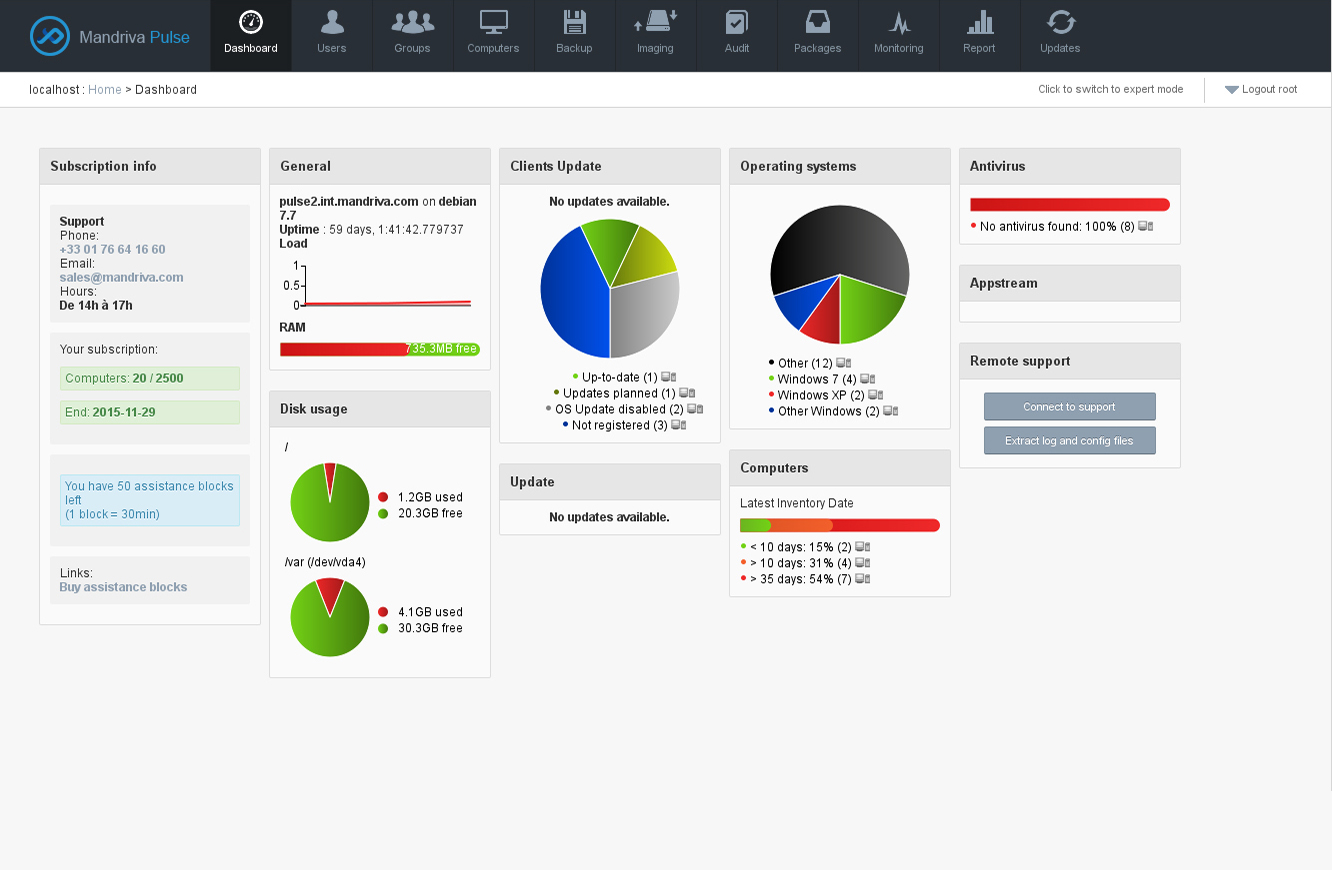 Mandriva Pulse
Dashboard
Users
Groups
Computers
Backup
Imaging
Audit
Packages
Monitoring
Report
Updates
localhost : Home > Dashboard
Click to switch to expert mode
Logout root
Subscription info
Support
Phone:
+33 01 76 64 16 60
Email:
sales@mandriva.com
Hours:
De 14h à 17h
Your subscription:
Computers: 20 / 2500
End: 2015-11-29
You have 50 assistance blocks
left
(1 block = 30min)
Links:
Buy assistance blocks
General
pulse2.int.mandriva.com on debian
7.7
Uptime : 59 days, 1:41:42.779737
Load
1
0.5
0
RAM
735.3MB free
Disk usage
/
1.2GB used
20.3GB free
/var (/dev/vda4)
4.1GB used
30.3GB free
Clients Update
No updates available.
Up-to-date (1)
Updates planned (1)
OS Update disabled (2)
Not registered (3)
Update
No updates available.
Operating systems
Other (12)
Windows 7 (4)
Windows XP (2)
Other Windows (2)
Computers
Latest Inventory Date
< 10 days: 15% (2)
> 10 days: 31% (4)
> 35 days: 54% (7)
Antivirus
No antivirus found: 100% (8)
Appstream
Remote support
Connect to support
Extract log and config files